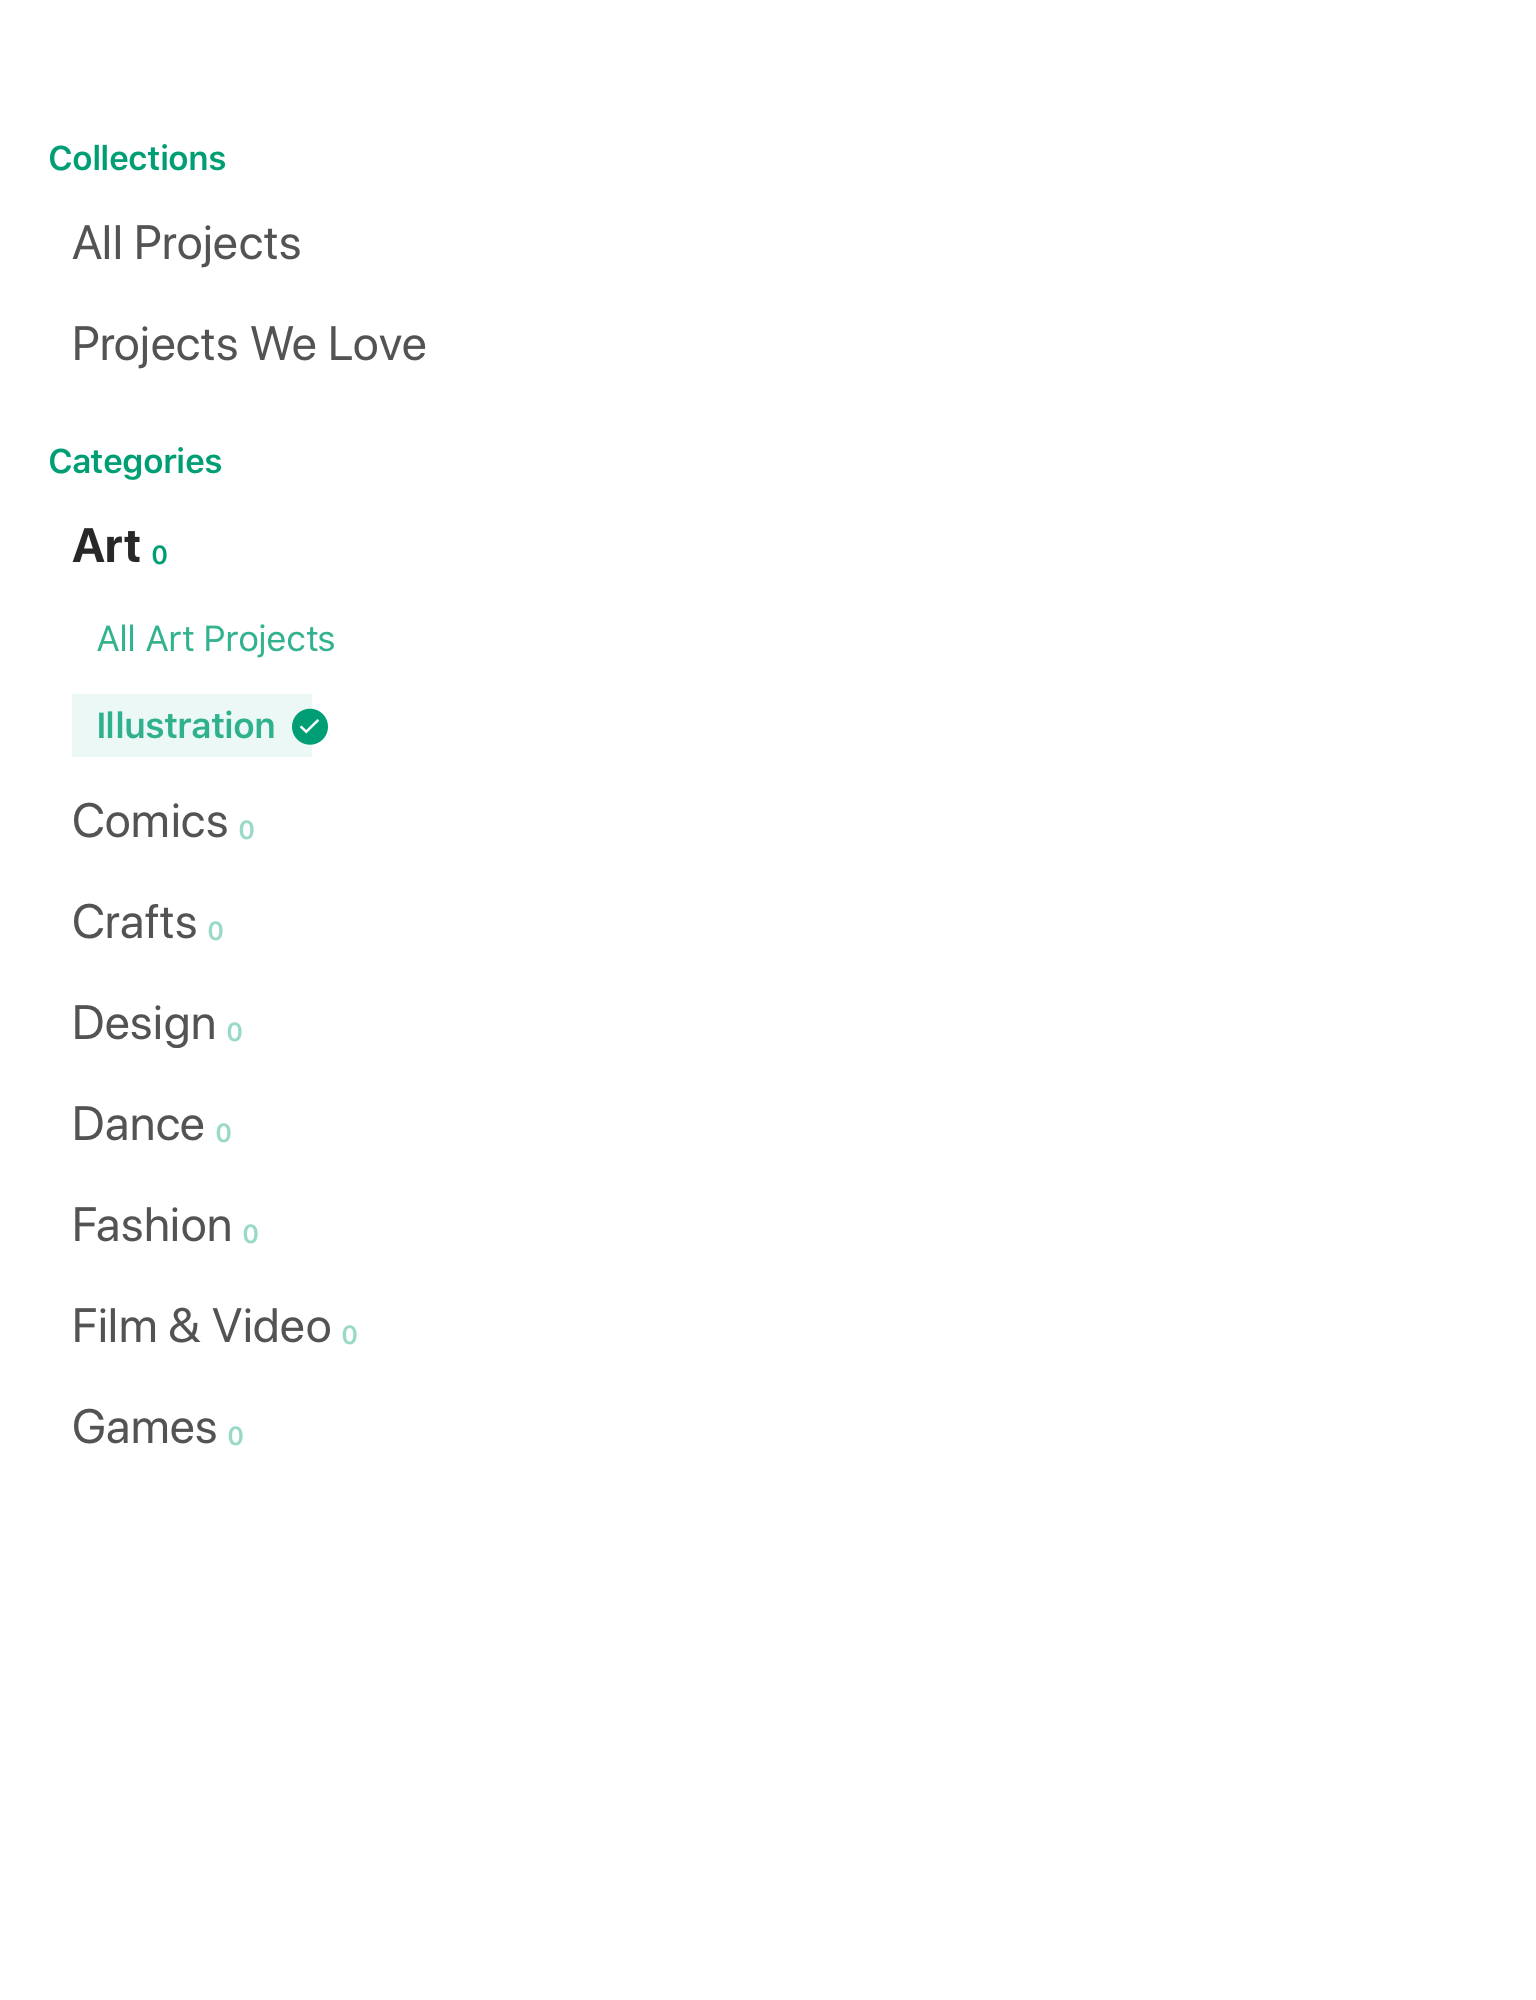 Collections
All Projects
Projects We Love
Categories
Art 0
All Art Projects
Illustration
Comics 0
Crafts 0
Design 0
Dance 0
Fashion 0
Film & Video 0
Games 0